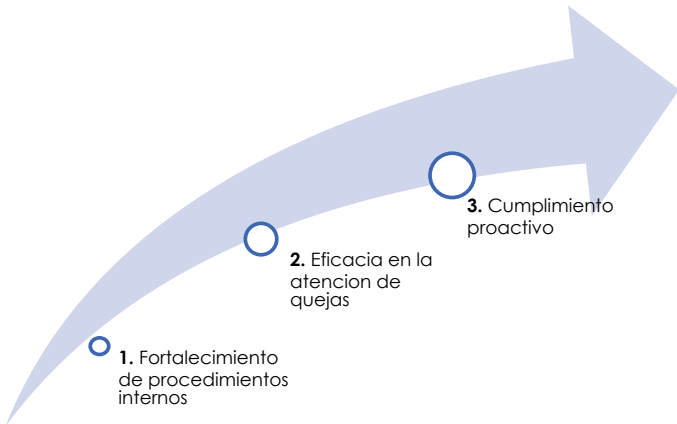 3. Cumplimiento
proactivo
2. Eficacia en la
atencion de
quejas
1. Fortalecimiento
de procedimientos
internos